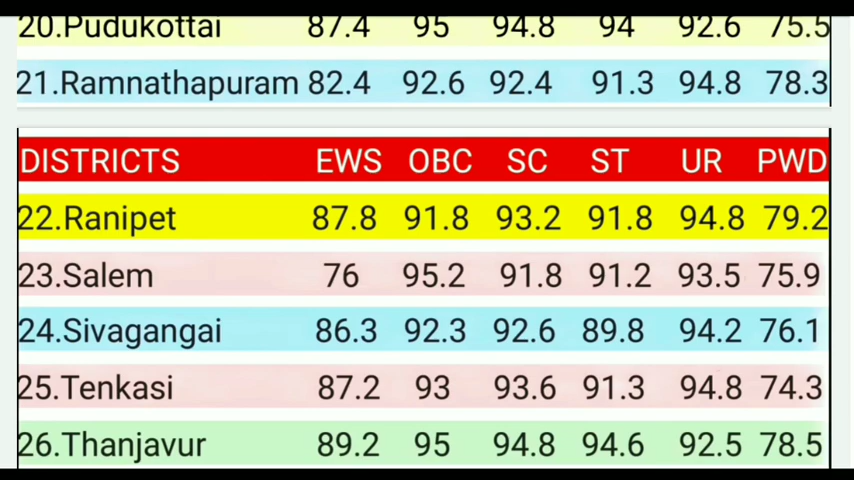 20.Pudukottai 87.4 95 94.8 94 92.6 75.5
21.Ramnathapuram 82.4 92.6 92.4 91.3 94.8 78.3
DISTRICTS EWS OBC SC ST UR PWD
22.Ranipet 87.8 91.8 93.2 91.8 94.8 79.2
23.Salem 76 95.2 91.8 91.2 93.5 75.9
24.Sivagangai 86.3 92.3 92.6 89.8 94.2 76.1
25.Tenkasi 87.2 93 93.6 91.3 94.8 74.3
26.Thanjavur 89.2 95 94.8 94.6 92.5 78.5